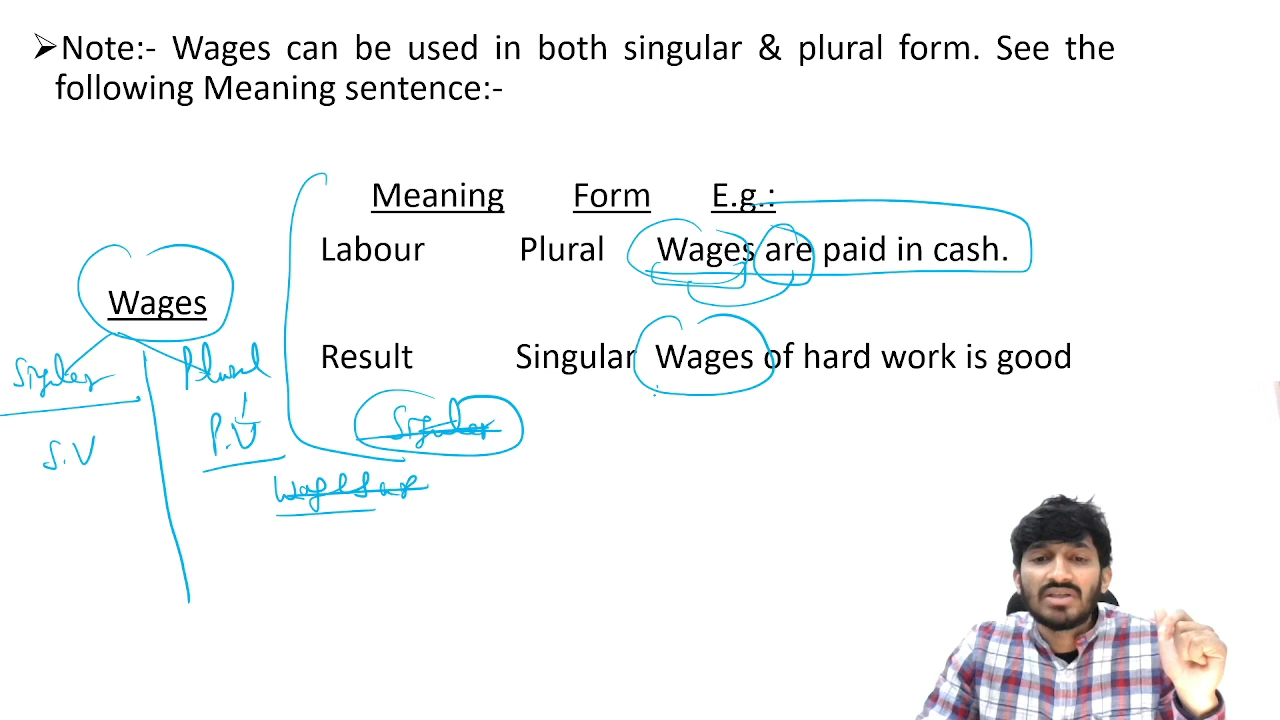 ➢Note:- Wages can be used in both singular & plural form. See the
following Meaning sentence:-
Meaning Form E.g.:
Labour Plural Wages are paid in cash.
Wages
Result Singular Wages of hard work is good
Plural
S.V
P.V